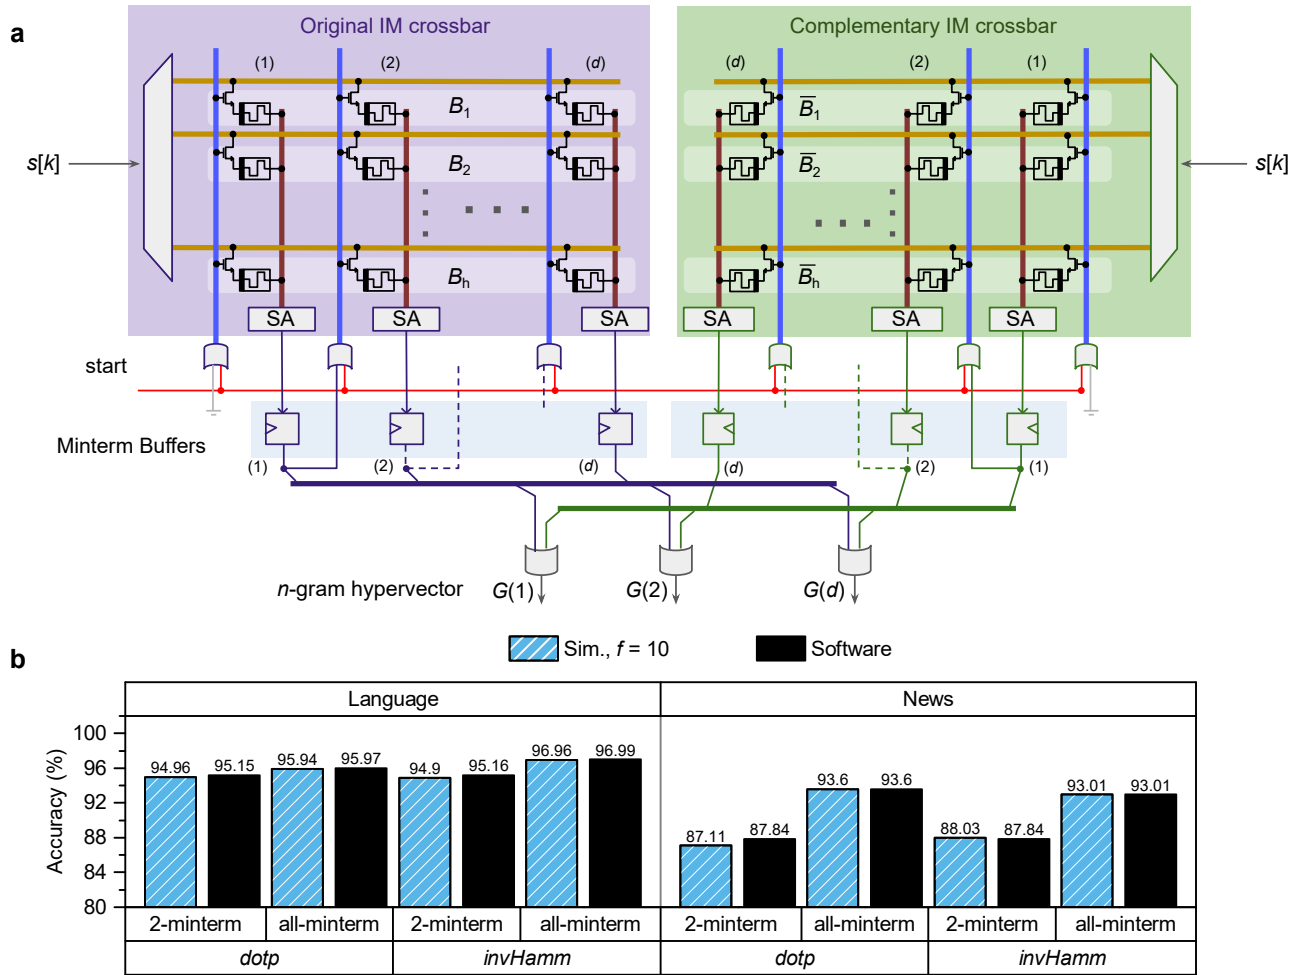 a
Original IM crossbar
Complementary IM crossbar
(1) (2) (d) (d) (2) (1)
B1 B̅1
s[k] B2 B̅2 s[k]
Bh B̅h
SA SA SA SA SA SA
start
Minterm Buffers
(1) (2) (d) (d) (2) (1)
n-gram hypervector G(1) G(2) G(d)
b
Sim., f = 10 Software
Language News
Accuracy (%)
100
96
92
88
84
80
94.96 95.15 95.94 95.97 94.9 95.16 96.96 96.99 87.11 87.84 93.6 93.6 88.03 87.84 93.01 93.01
2-minterm all-minterm 2-minterm all-minterm 2-minterm all-minterm 2-minterm all-minterm
dotp invHamm dotp invHamm